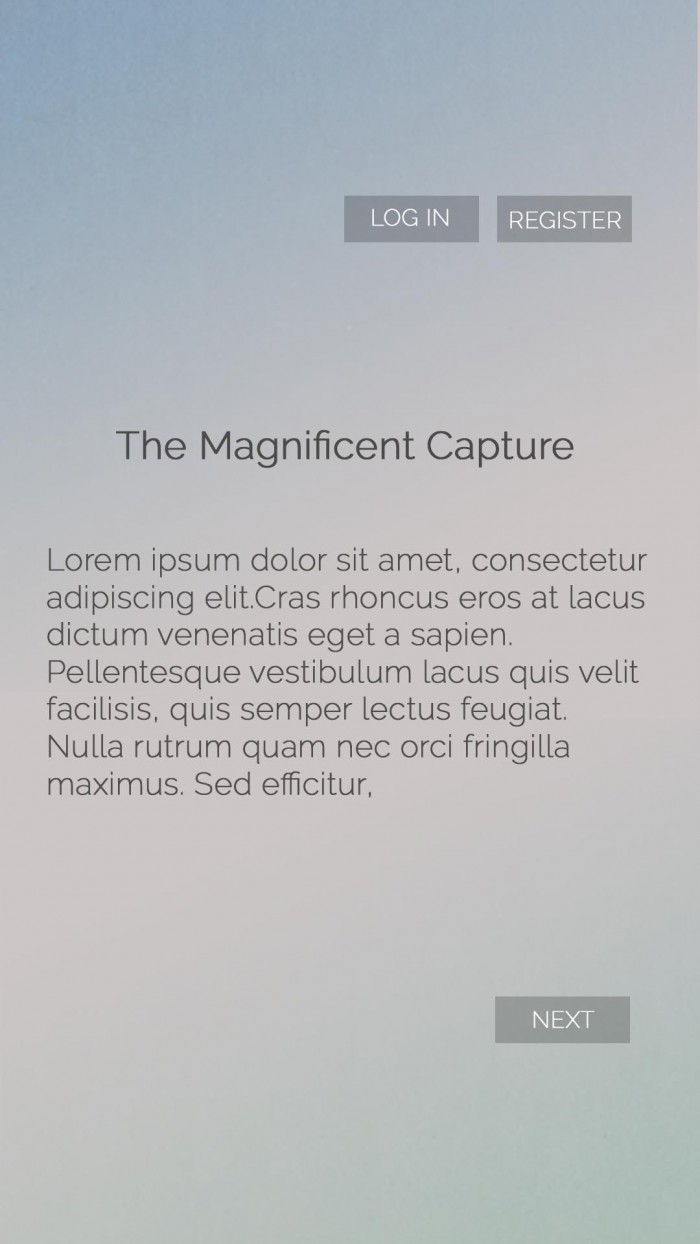 LOG IN REGISTER
The Magnificent Capture
Lorem ipsum dolor sit amet, consectetur
adipiscing elit.Cras rhoncus eros at lacus
dictum venenatis eget a sapien.
Pellentesque vestibulum lacus quis velit
facilisis, quis semper lectus feugiat.
Nulla rutrum quam nec orci fringilla
maximus. Sed efficitur,
NEXT